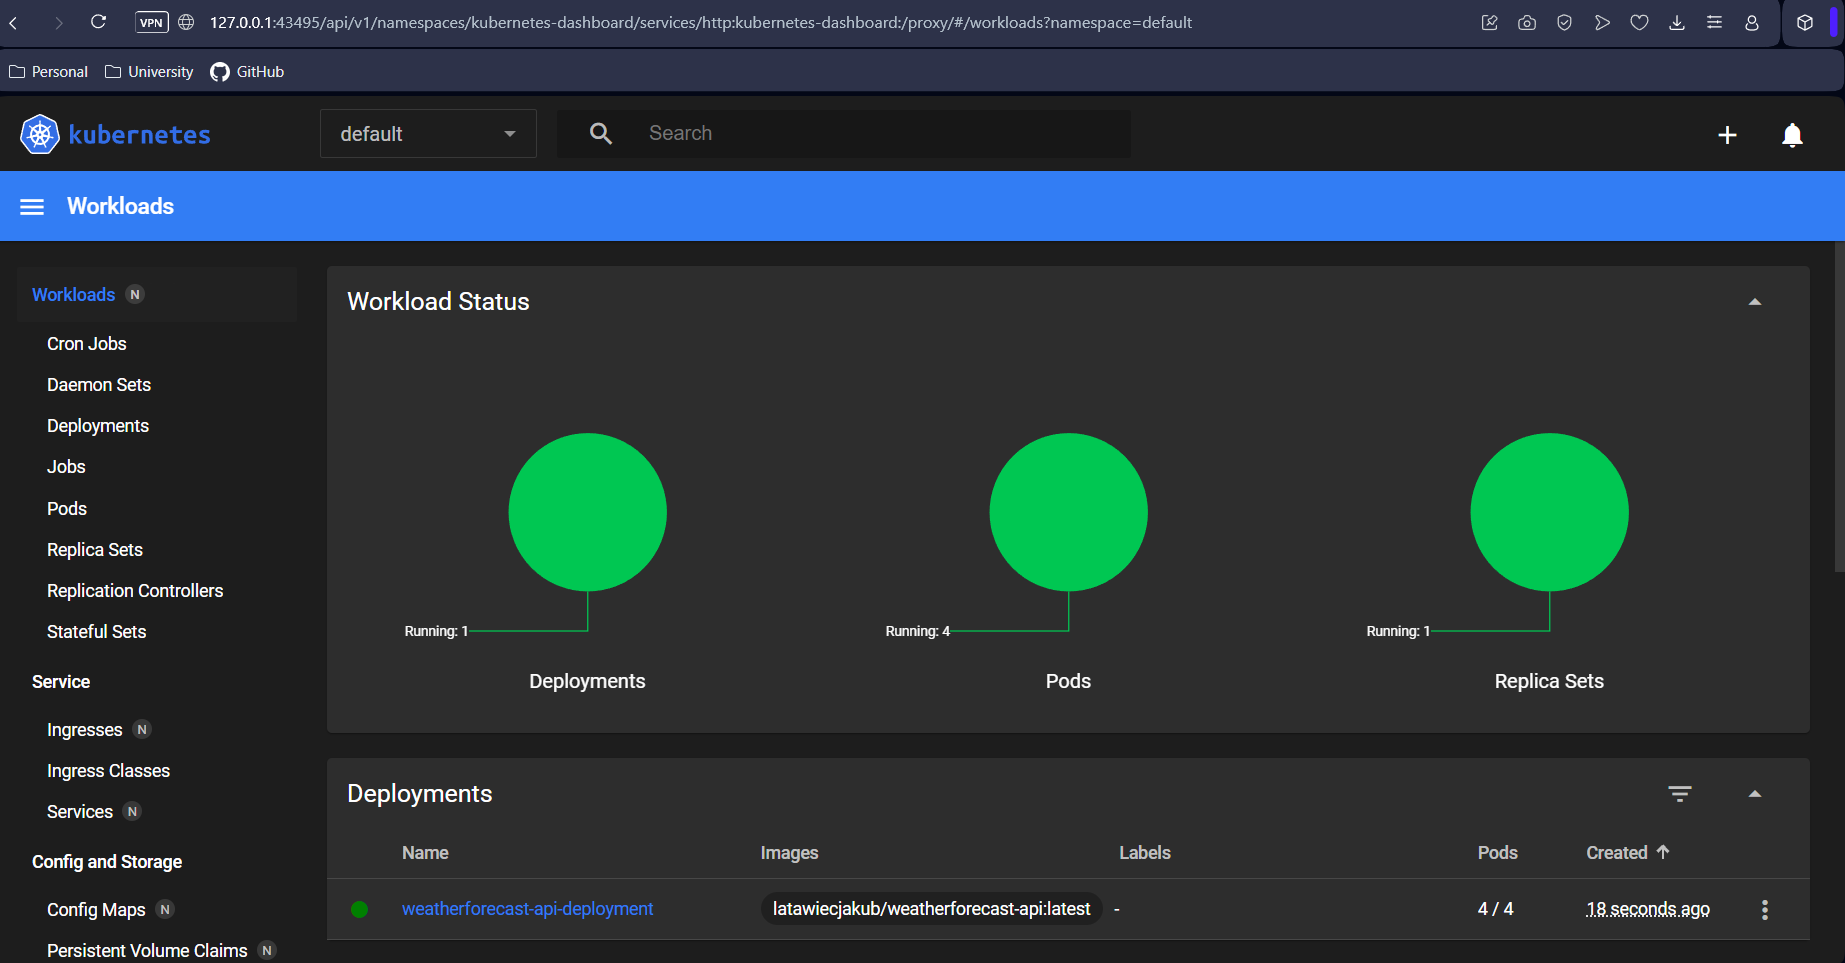 VPN 127.0.0.1:43495/api/v1/namespaces/kubernetes-dashboard/services/http:kubernetes-dashboard:/proxy/#/workloads?namespace=default
Personal University GitHub
kubernetes default Search
Workloads
Workloads N
Cron Jobs
Daemon Sets
Deployments
Jobs
Pods
Replica Sets
Replication Controllers
Stateful Sets
Service
Ingresses N
Ingress Classes
Services N
Config and Storage
Config Maps N
Persistent Volume Claims N
Workload Status
Running: 1 Running: 4 Running: 1
Deployments Pods Replica Sets
Deployments
Name Images Labels Pods Created
weatherforecast-api-deployment latawiecjakub/weatherforecast-api:latest - 4 / 4 18 seconds ago